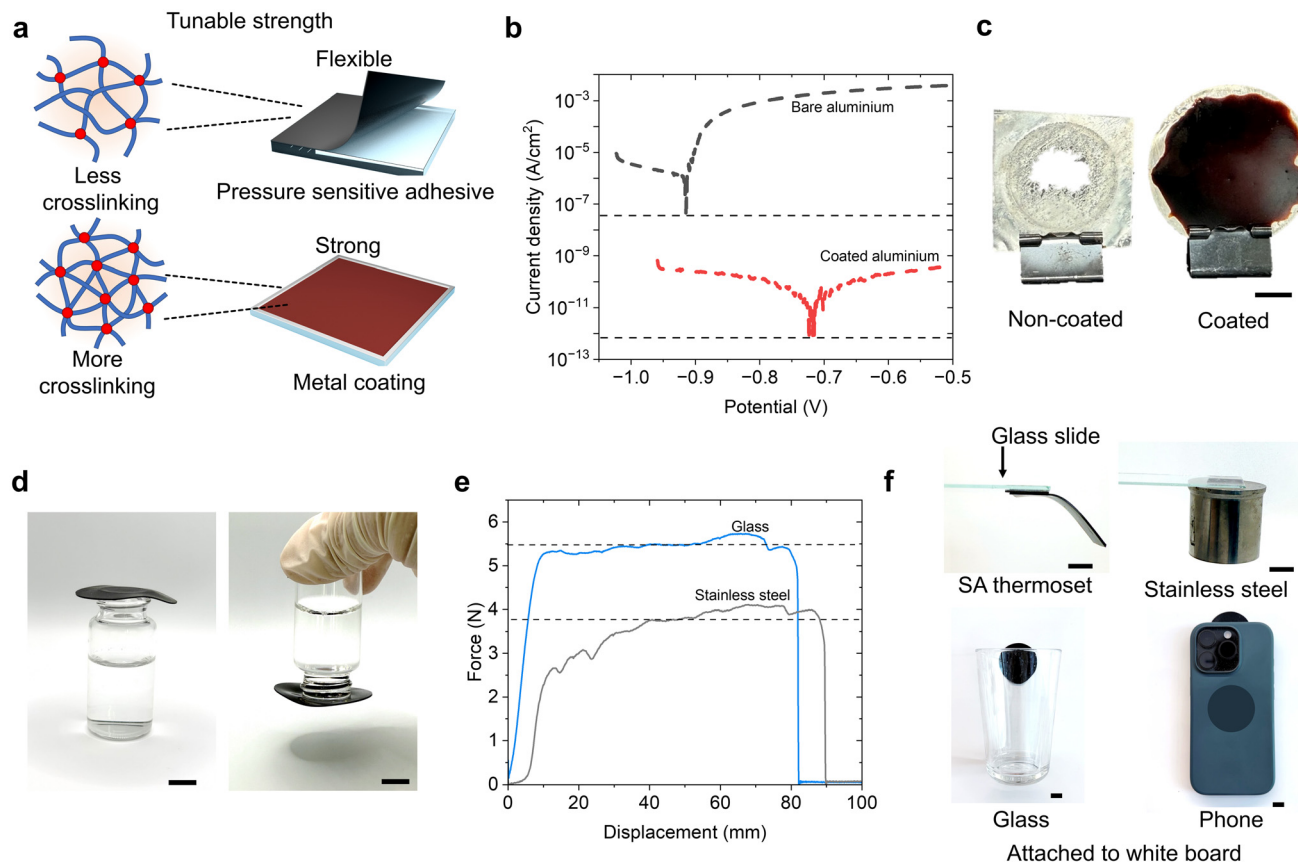 a
Tunable strength
Flexible
Less
crosslinking
Pressure sensitive adhesive
Strong
More
crosslinking
Metal coating
b
Current density (A/cm²)
10⁻³
10⁻⁵
10⁻⁷
10⁻⁹
10⁻¹¹
10⁻¹³
Bare aluminium
Coated aluminium
−1.0 −0.9 −0.8 −0.7 −0.6 −0.5
Potential (V)
c
Non-coated
Coated
d
e
Force (N)
6
5
4
3
2
1
0
Glass
Stainless steel
0 20 40 60 80 100
Displacement (mm)
f
Glass slide
SA thermoset
Stainless steel
Glass
Phone
Attached to white board